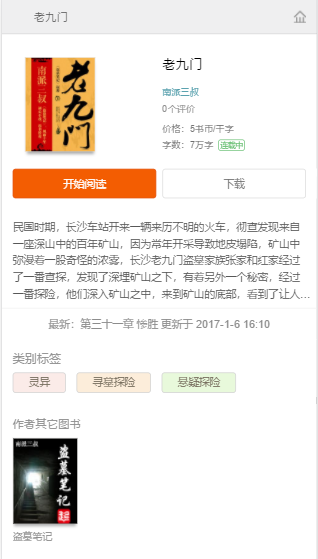 老九门
南派三叔
老九门
老九门
南派三叔
0个评价
价格：5书币/千字
字数：7万字 连载中
开始阅读
下载
民国时期，长沙车站开来一辆来历不明的火车，彻查发现来自
一座深山中的百年矿山，因为常年开采导致地皮塌陷，矿山中
弥漫着一股奇怪的浓雾，长沙老九门盗墓家族张家和红家经过
了一番查探，发现了深埋矿山之下，有着另外一个秘密，经过
一番探险，他们深入矿山之中，来到矿山的底部，看到了让人...
最新：第三十一章 惨胜 更新于 2017-1-6 16:10
类别标签
灵异 寻墓探险 悬疑探险
作者其它图书
南派三叔
盗墓笔记
盗墓笔记